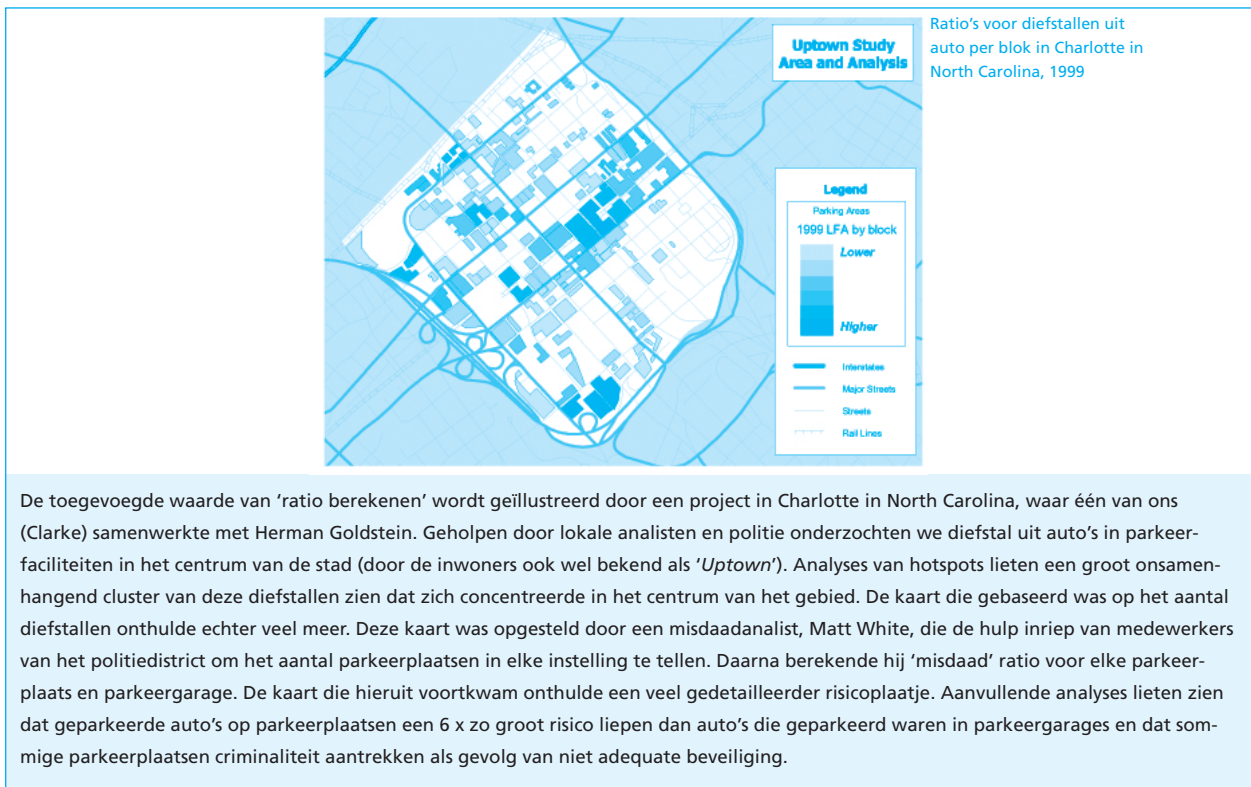 Uptown Study
Area and Analysis
Ratio's voor diefstallen uit
auto per blok in Charlotte in
North Carolina, 1999
Legend
Parking Areas
1999 LFA by block
Lower
Higher
Interstates
Major Streets
Streets
Rail Lines
De toegevoegde waarde van 'ratio berekenen' wordt geïllustreerd door een project in Charlotte in North Carolina, waar één van ons
(Clarke) samenwerkte met Herman Goldstein. Geholpen door lokale analisten en politie onderzochten we diefstal uit auto's in parkeer-
faciliteiten in het centrum van de stad (door de inwoners ook wel bekend als 'Uptown'). Analyses van hotspots lieten een groot onsamen-
hangend cluster van deze diefstallen zien dat zich concentreerde in het centrum van het gebied. De kaart die gebaseerd was op het aantal
diefstallen onthulde echter veel meer. Deze kaart was opgesteld door een misdaadanalist, Matt White, die de hulp inriep van medewerkers
van het politiedistrict om het aantal parkeerplaatsen in elke instelling te tellen. Daarna berekende hij 'misdaad' ratio voor elke parkeer-
plaats en parkeergarage. De kaart die hieruit voortkwam onthulde een veel gedetailleerder risicoplaatje. Aanvullende analyses lieten zien
dat geparkeerde auto's op parkeerplaatsen een 6 x zo groot risico liepen dan auto's die geparkeerd waren in parkeergarages en dat som-
mige parkeerplaatsen criminaliteit aantrekken als gevolg van niet adequate beveiliging.